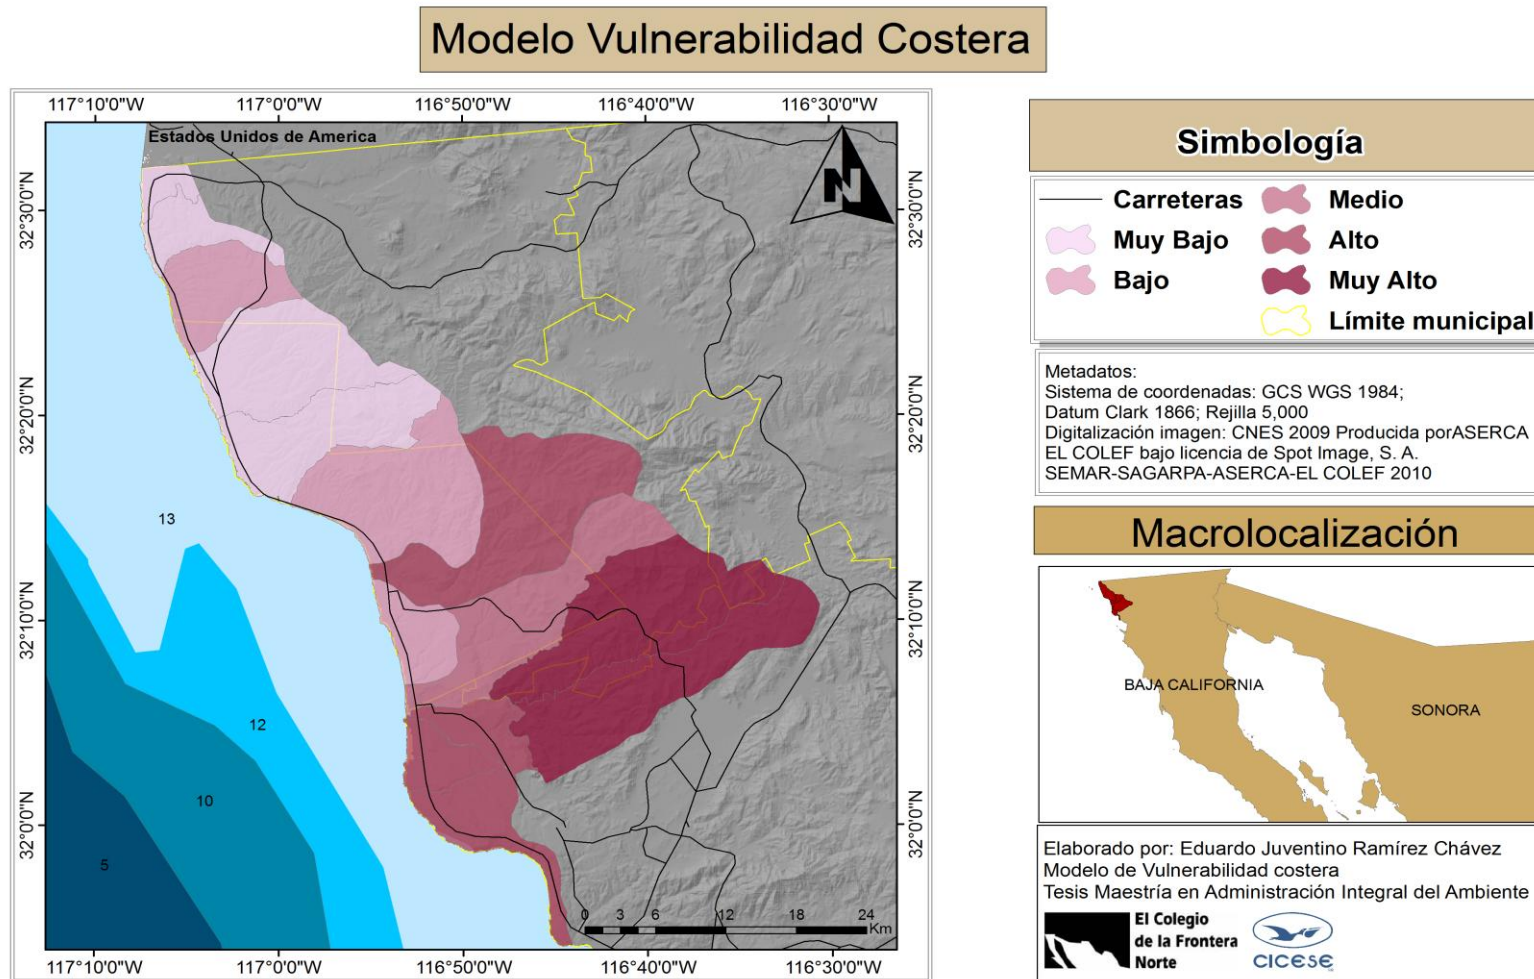 Modelo Vulnerabilidad Costera
117°10'0"W 117°0'0"W 116°50'0"W 116°40'0"W 116°30'0"W
Estados Unidos de America
N
32°30'0"N 32°30'0"N
32°20'0"N 32°20'0"N
13
32°10'0"N 32°10'0"N
12
10
32°0'0"N 32°0'0"N
5
0 3 6 12 18 24
Km
117°10'0"W 117°0'0"W 116°50'0"W 116°40'0"W 116°30'0"W
Simbología
Carreteras Medio
Muy Bajo Alto
Bajo Muy Alto
Límite municipal
Metadatos:
Sistema de coordenadas: GCS WGS 1984;
Datum Clark 1866; Rejilla 5,000
Digitalización imagen: CNES 2009 Producida porASERCA
EL COLEF bajo licencia de Spot Image, S. A.
SEMAR-SAGARPA-ASERCA-EL COLEF 2010
Macrolocalización
BAJA CALIFORNIA
SONORA
Elaborado por: Eduardo Juventino Ramírez Chávez
Modelo de Vulnerabilidad costera
Tesis Maestría en Administración Integral del Ambiente
El Colegio
de la Frontera
Norte
CICESE